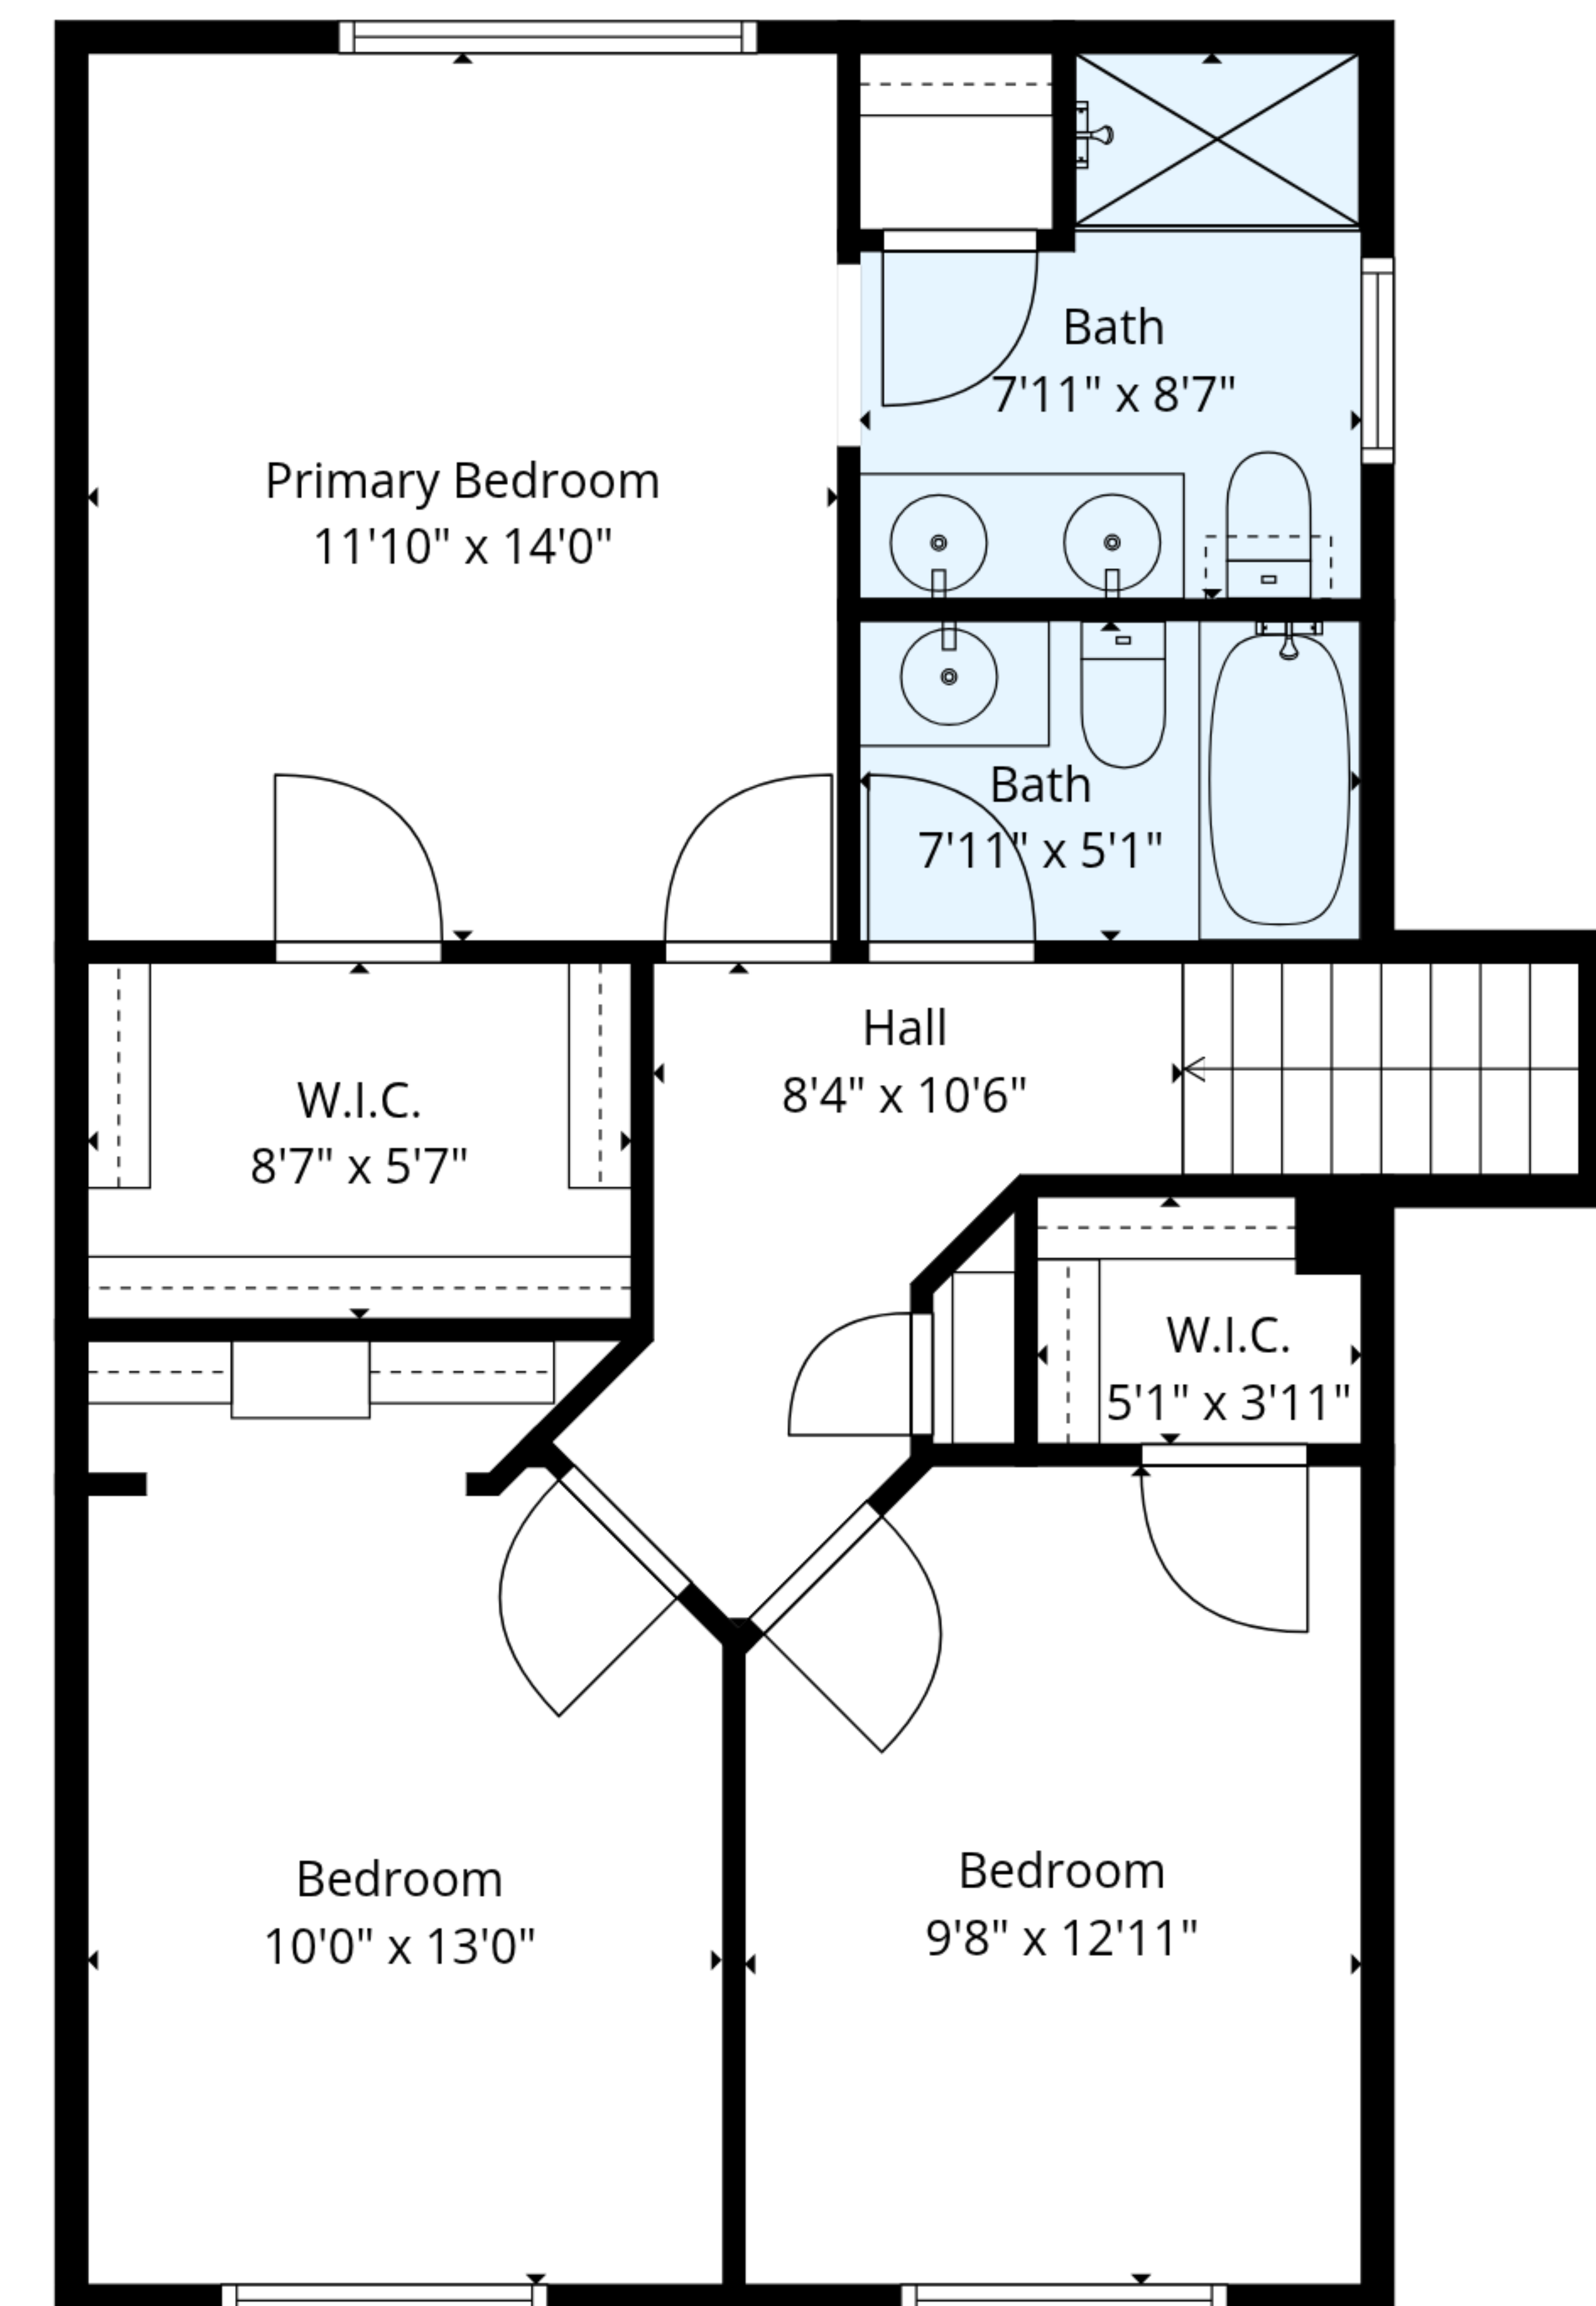 Bath
7'11" x 8'7"
Primary Bedroom
11'10" x 14'0"
Bath
7'11" x 5'1"
Hall
8'4" x 10'6"
W.I.C.
8'7" x 5'7"
W.I.C.
5'1" x 3'11"
Bedroom
10'0" x 13'0"
Bedroom
9'8" x 12'11"